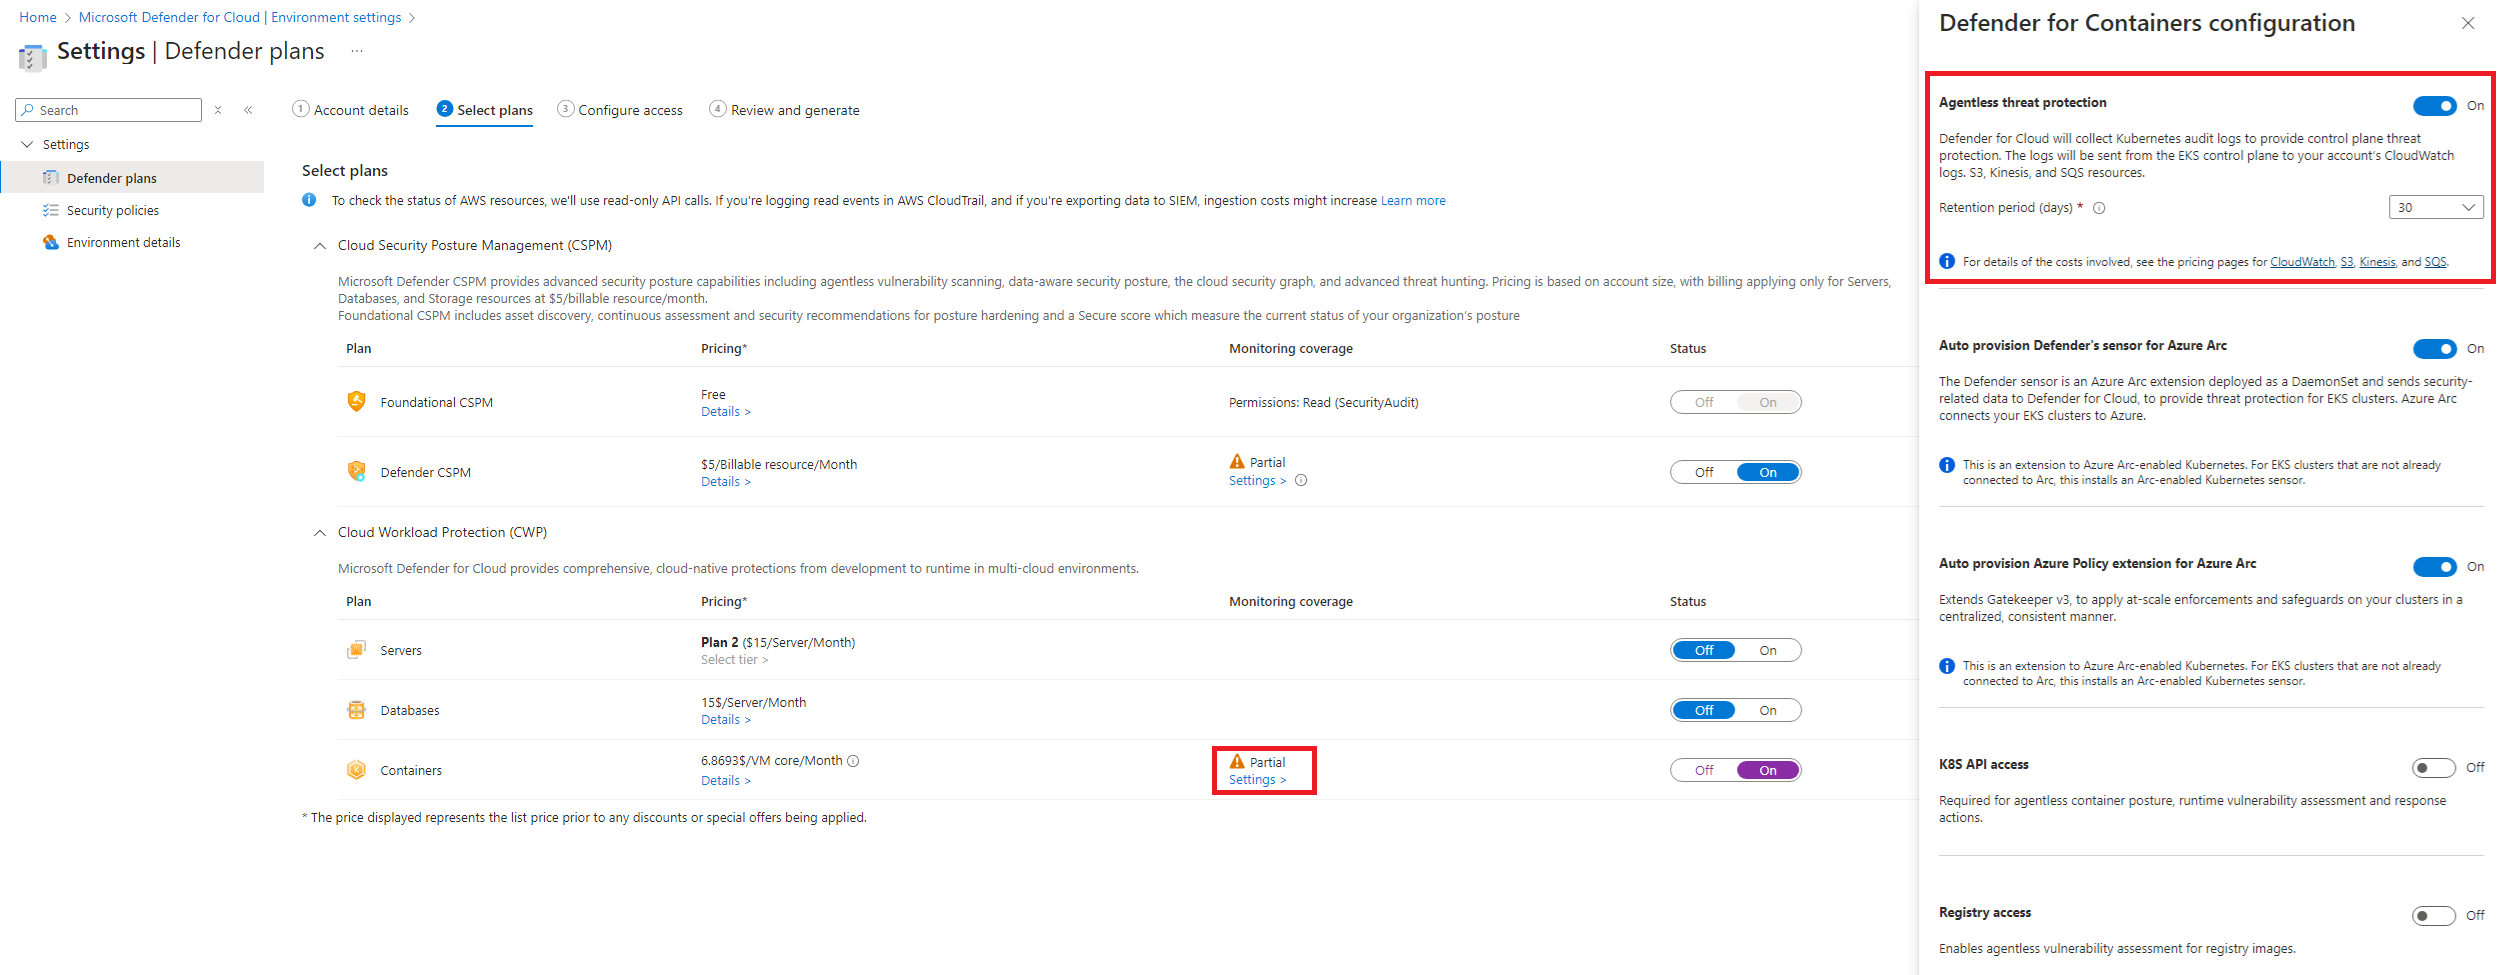 Home > Microsoft Defender for Cloud | Environment settings >
Settings | Defender plans ...
Search
Settings
Defender plans
Security policies
Environment details
1 Account details
2 Select plans
3 Configure access
4 Review and generate
Select plans
To check the status of AWS resources, we'll use read-only API calls. If you're logging read events in AWS CloudTrail, and if you're exporting data to SIEM, ingestion costs might increase Learn more
Cloud Security Posture Management (CSPM)
Microsoft Defender CSPM provides advanced security posture capabilities including agentless vulnerability scanning, data-aware security posture, the cloud security graph, and advanced threat hunting. Pricing is based on account size, with billing applying only for Servers,
Databases, and Storage resources at $5/billable resource/month.
Foundational CSPM includes asset discovery, continuous assessment and security recommendations for posture hardening and a Secure score which measure the current status of your organization's posture
Plan Pricing* Monitoring coverage Status
Foundational CSPM
Free
Details >
Permissions: Read (SecurityAudit)
Off On
Defender CSPM
$5/Billable resource/Month
Details >
Partial
Settings >
Off On
Cloud Workload Protection (CWP)
Microsoft Defender for Cloud provides comprehensive, cloud-native protections from development to runtime in multi-cloud environments.
Plan Pricing* Monitoring coverage Status
Servers
Plan 2 ($15/Server/Month)
Select tier >
Off On
Databases
15$/Server/Month
Details >
Off On
Containers
6.8693$/VM core/Month
Details >
Partial
Settings >
Off On
* The price displayed represents the list price prior to any discounts or special offers being applied.
Defender for Containers configuration
Agentless threat protection
On
Defender for Cloud will collect Kubernetes audit logs to provide control plane threat
protection. The logs will be sent from the EKS control plane to your account's CloudWatch
logs. S3, Kinesis, and SQS resources.
Retention period (days) *
30
For details of the costs involved, see the pricing pages for CloudWatch, S3, Kinesis, and SQS.
Auto provision Defender's sensor for Azure Arc
On
The Defender sensor is an Azure Arc extension deployed as a DaemonSet and sends security-
related data to Defender for Cloud, to provide threat protection for EKS clusters. Azure Arc
connects your EKS clusters to Azure.
This is an extension to Azure Arc-enabled Kubernetes. For EKS clusters that are not already
connected to Arc, this installs an Arc-enabled Kubernetes sensor.
Auto provision Azure Policy extension for Azure Arc
On
Extends Gatekeeper v3, to apply at-scale enforcements and safeguards on your clusters in a
centralized, consistent manner.
This is an extension to Azure Arc-enabled Kubernetes. For EKS clusters that are not already
connected to Arc, this installs an Arc-enabled Kubernetes sensor.
K8S API access
Off
Required for agentless container posture, runtime vulnerability assessment and response
actions.
Registry access
Off
Enables agentless vulnerability assessment for registry images.